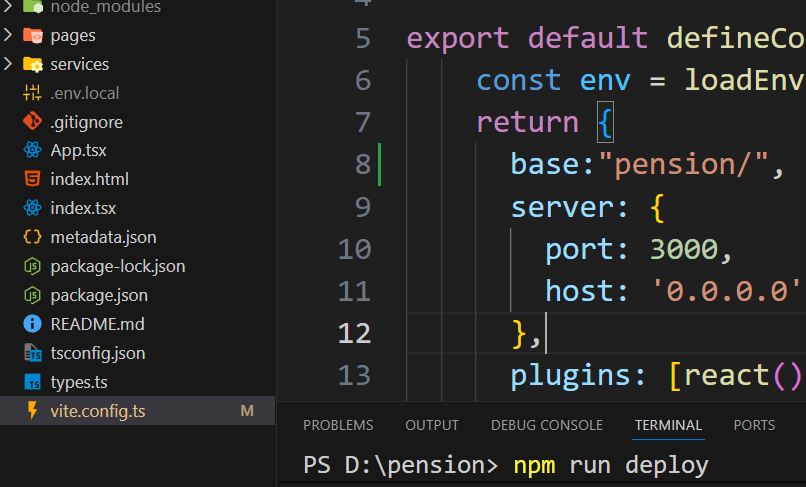 node_modules
pages
services
.env.local
.gitignore
App.tsx
index.html
index.tsx
metadata.json
package-lock.json
package.json
README.md
tsconfig.json
types.ts
vite.config.ts M
4
5 export default defineCo
6 const env = loadEnv
7 return {
8 base:"pension/",
9 server: {
10 port: 3000,
11 host: '0.0.0.0'
12 },
13 plugins: [react()
PROBLEMS OUTPUT DEBUG CONSOLE TERMINAL PORTS
PS D:\pension> npm run deploy